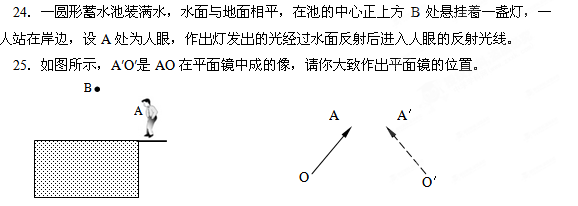 24. 一圆形蓄水池装满水，水面与地面相平，在池的中心正上方 B 处悬挂着一盏灯，一
人站在岸边，设 A 处为人眼，作出灯发出的光经过水面反射后进入人眼的反射光线。
25. 如图所示，A′O′是 AO 在平面镜中成的像，请你大致作出平面镜的位置。
B
A
A A′
O O′